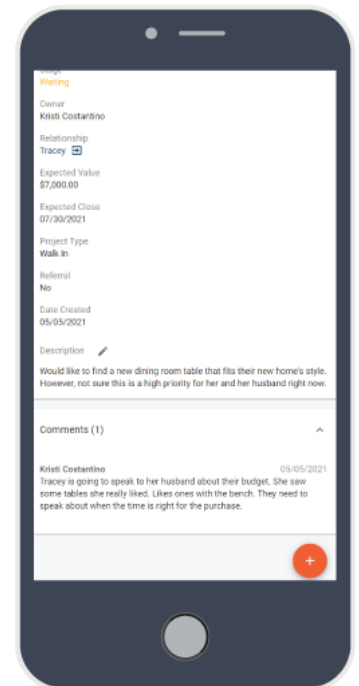 Stage
Waiting
Owner
Kristi Costantino
Relationship
Tracey
Expected Value
$7,000.00
Expected Close
07/30/2021
Project Type
Walk In
Referral
No
Date Created
05/05/2021
Description
Would like to find a new dining room table that fits their new home's style.
However, not sure this is a high priority for her and her husband right now.
Comments (1)
Kristi Costantino 05/05/2021
Tracey is going to speak to her husband about their budget. She saw
some tables she really liked. Likes ones with the bench. They need to
speak about when the time is right for the purchase.
+